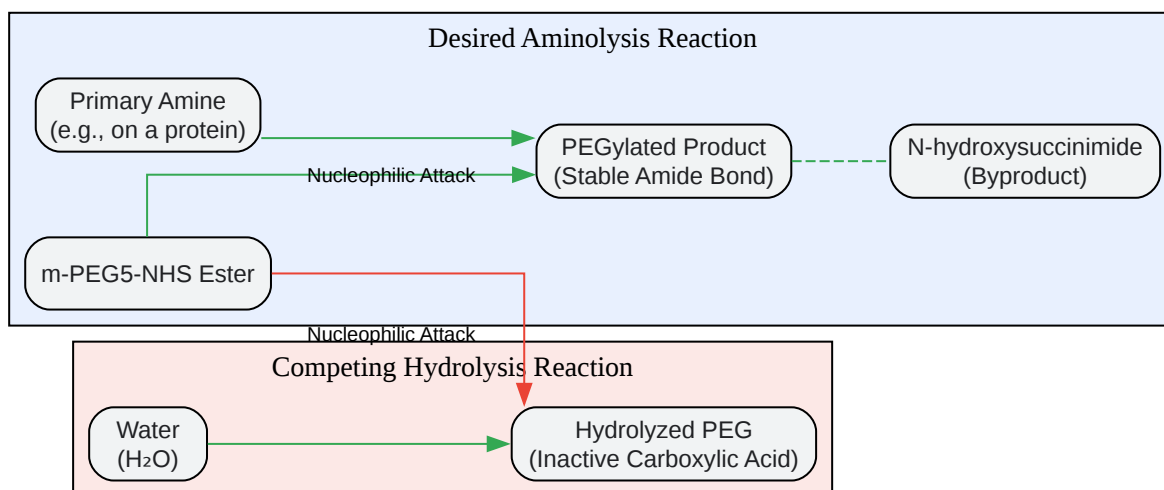 Desired Aminolysis Reaction
Primary Amine
(e.g., on a protein)
PEGylated Product
(Stable Amide Bond)
N-hydroxysuccinimide
(Byproduct)
Nucleophilic Attack
m-PEG5-NHS Ester
Nucleophilic Attack
Competing Hydrolysis Reaction
Water
(H₂O)
Hydrolyzed PEG
(Inactive Carboxylic Acid)